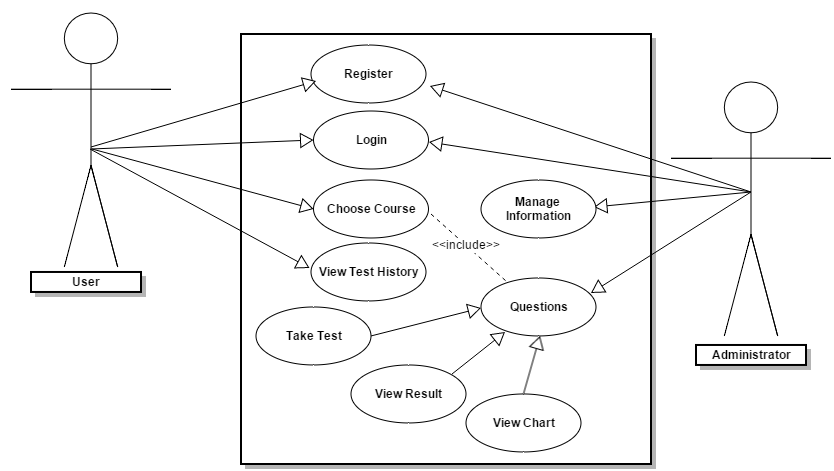 Register
Login
Choose Course
Manage
Information
<<include>>
View Test History
User
Questions
Take Test
Administrator
View Result
View Chart